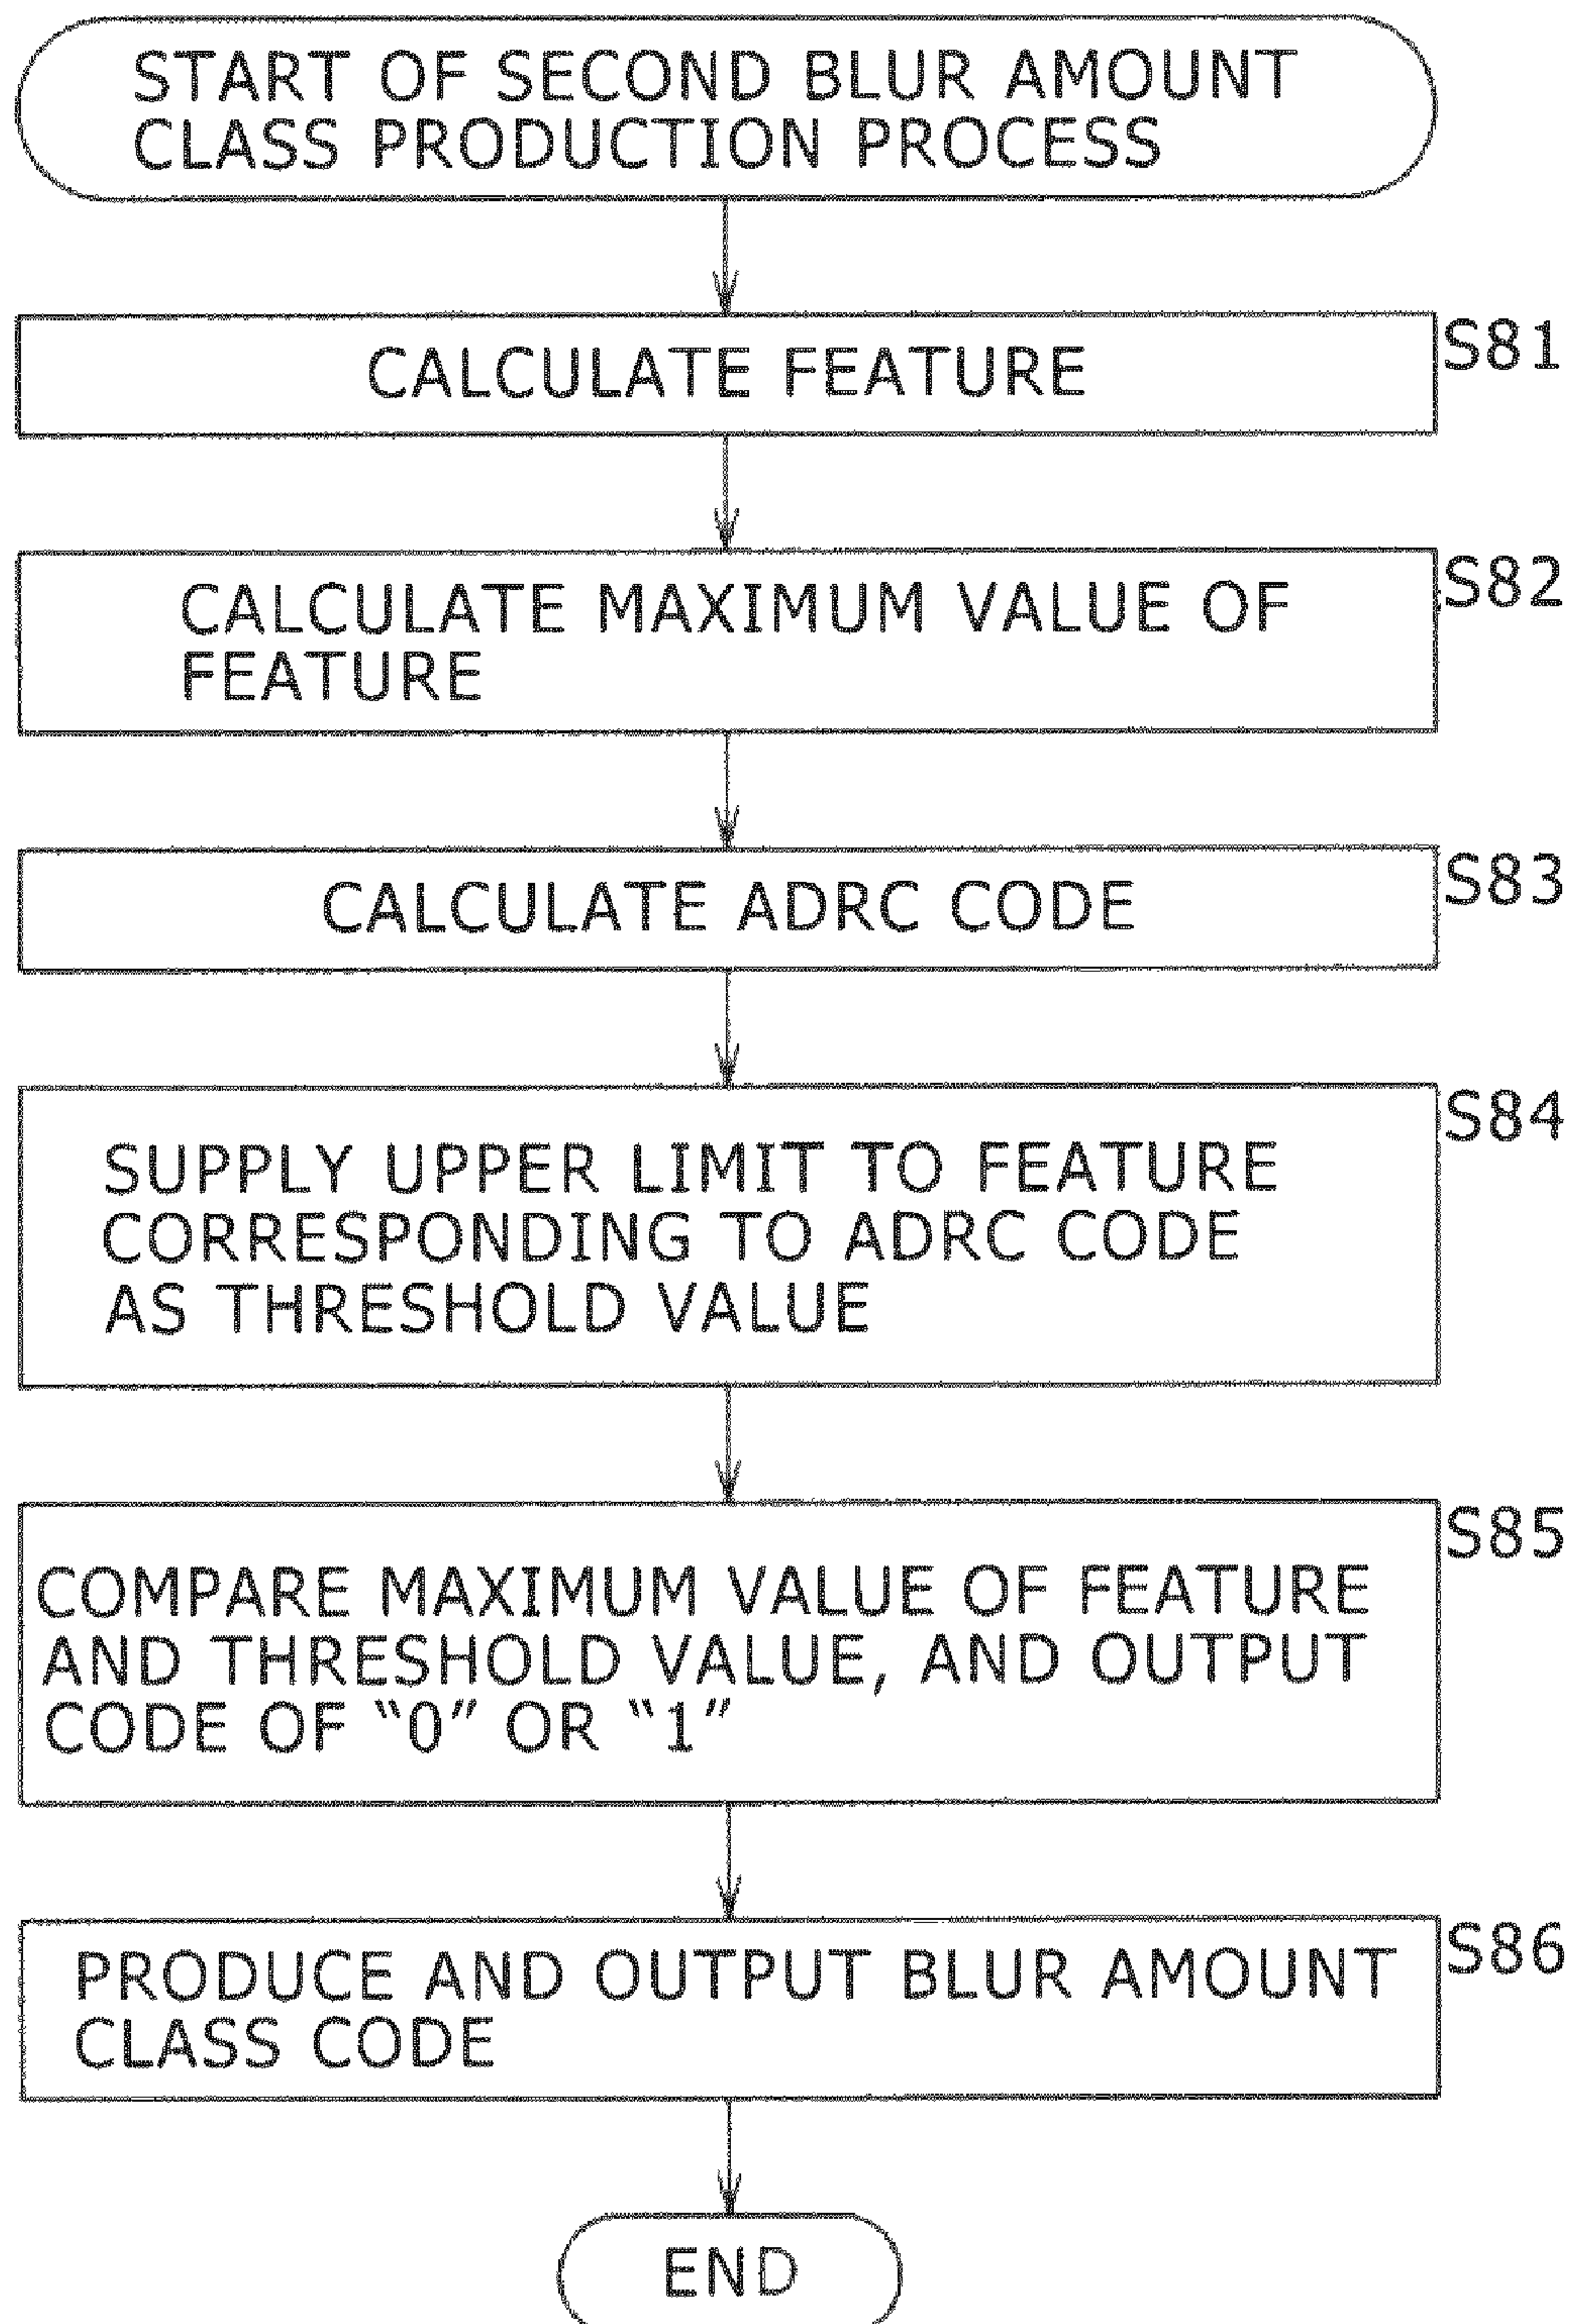 START OF SECOND BLUR AMOUNT
CLASS PRODUCTION PROCESS
S81
CALCULATE FEATURE
S82
CALCULATE MAXIMUM VALUE OF
FEATURE
S83
CALCULATE ADRC CODE
S84
SUPPLY UPPER LIMIT TO FEATURE
CORRESPONDING TO ADRC CODE
AS THRESHOLD VALUE
S85
COMPARE MAXIMUM VALUE OF FEATURE
AND THRESHOLD VALUE, AND OUTPUT
CODE OF “0” OR “1”
S86
PRODUCE AND OUTPUT BLUR AMOUNT
CLASS CODE
END